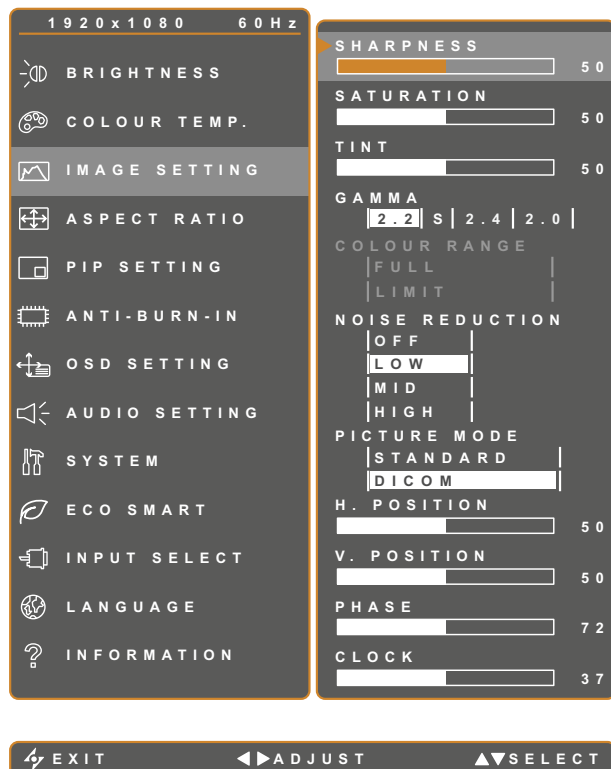 1920x1080 60Hz
BRIGHTNESS
COLOUR TEMP.
IMAGE SETTING
ASPECT RATIO
PIP SETTING
ANTI-BURN-IN
OSD SETTING
AUDIO SETTING
SYSTEM
ECO SMART
INPUT SELECT
LANGUAGE
INFORMATION
SHARPNESS
50
SATURATION
50
TINT
50
GAMMA
2.2 S 2.4 2.0
COLOUR RANGE
FULL
LIMIT
NOISE REDUCTION
OFF
LOW
MID
HIGH
PICTURE MODE
STANDARD
DICOM
H. POSITION
50
V. POSITION
50
PHASE
72
CLOCK
37
EXIT ADJUST SELECT